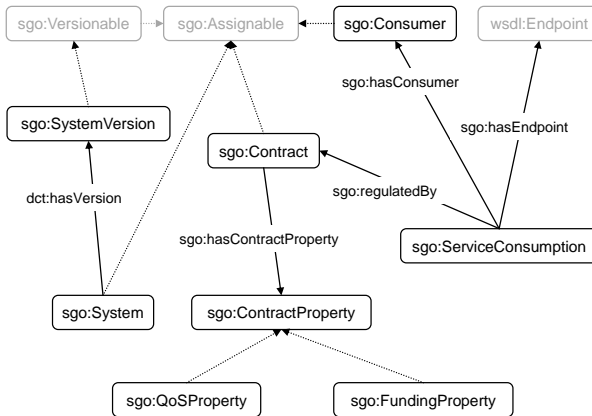 sgo:Versionable
sgo:Assignable
sgo:Consumer
wsdl:Endpoint
sgo:hasConsumer
sgo:SystemVersion
sgo:hasEndpoint
sgo:Contract
dct:hasVersion
sgo:regulatedBy
sgo:hasContractProperty
sgo:ServiceConsumption
sgo:System
sgo:ContractProperty
sgo:QoSProperty
sgo:FundingProperty